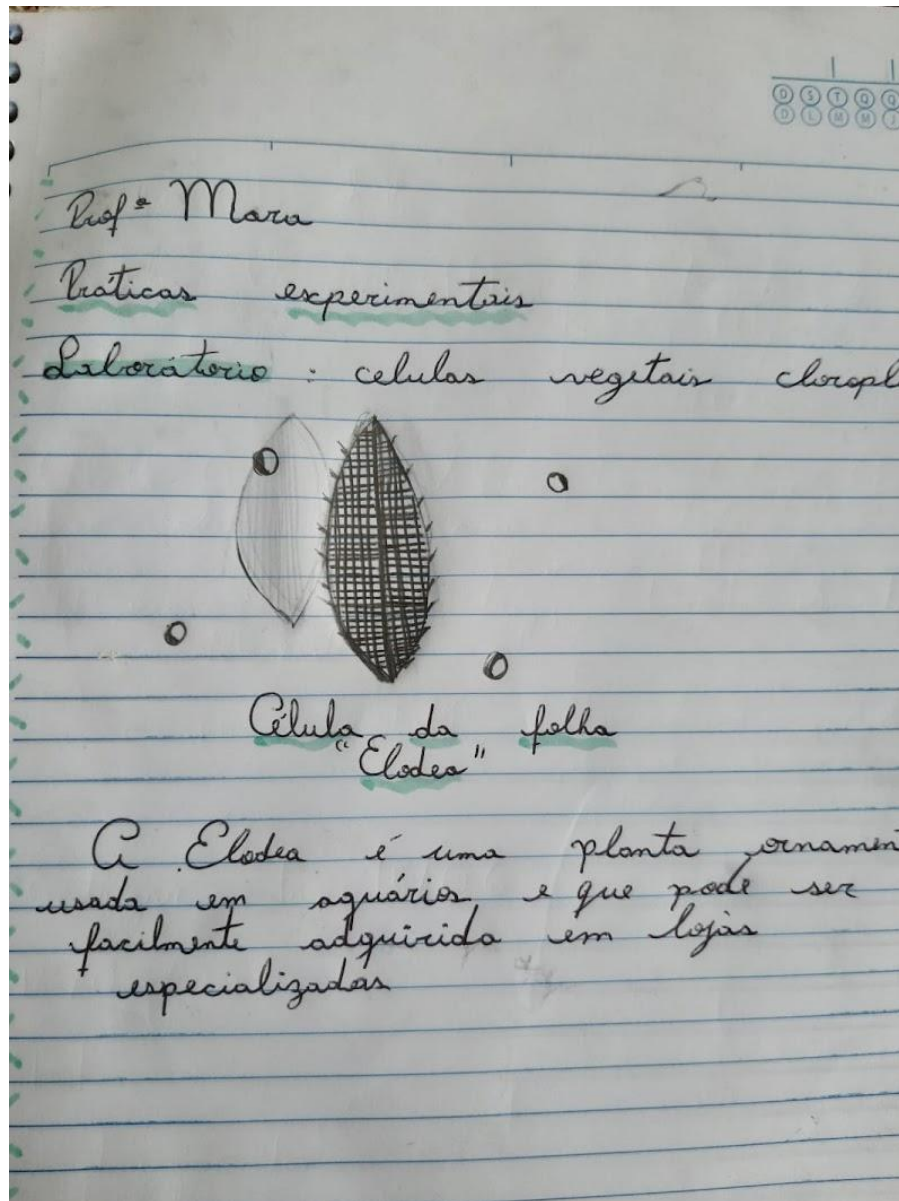 D S T Q Q
D L M M J
Profª Mara
Práticas experimentais
Laboratório : celulas vegetais cloropl
Célula da folha
"Elodea"
A Elodea é uma planta ornamen
usada em aquários e que pode ser
facilmente adquirida em lojas
especializadas